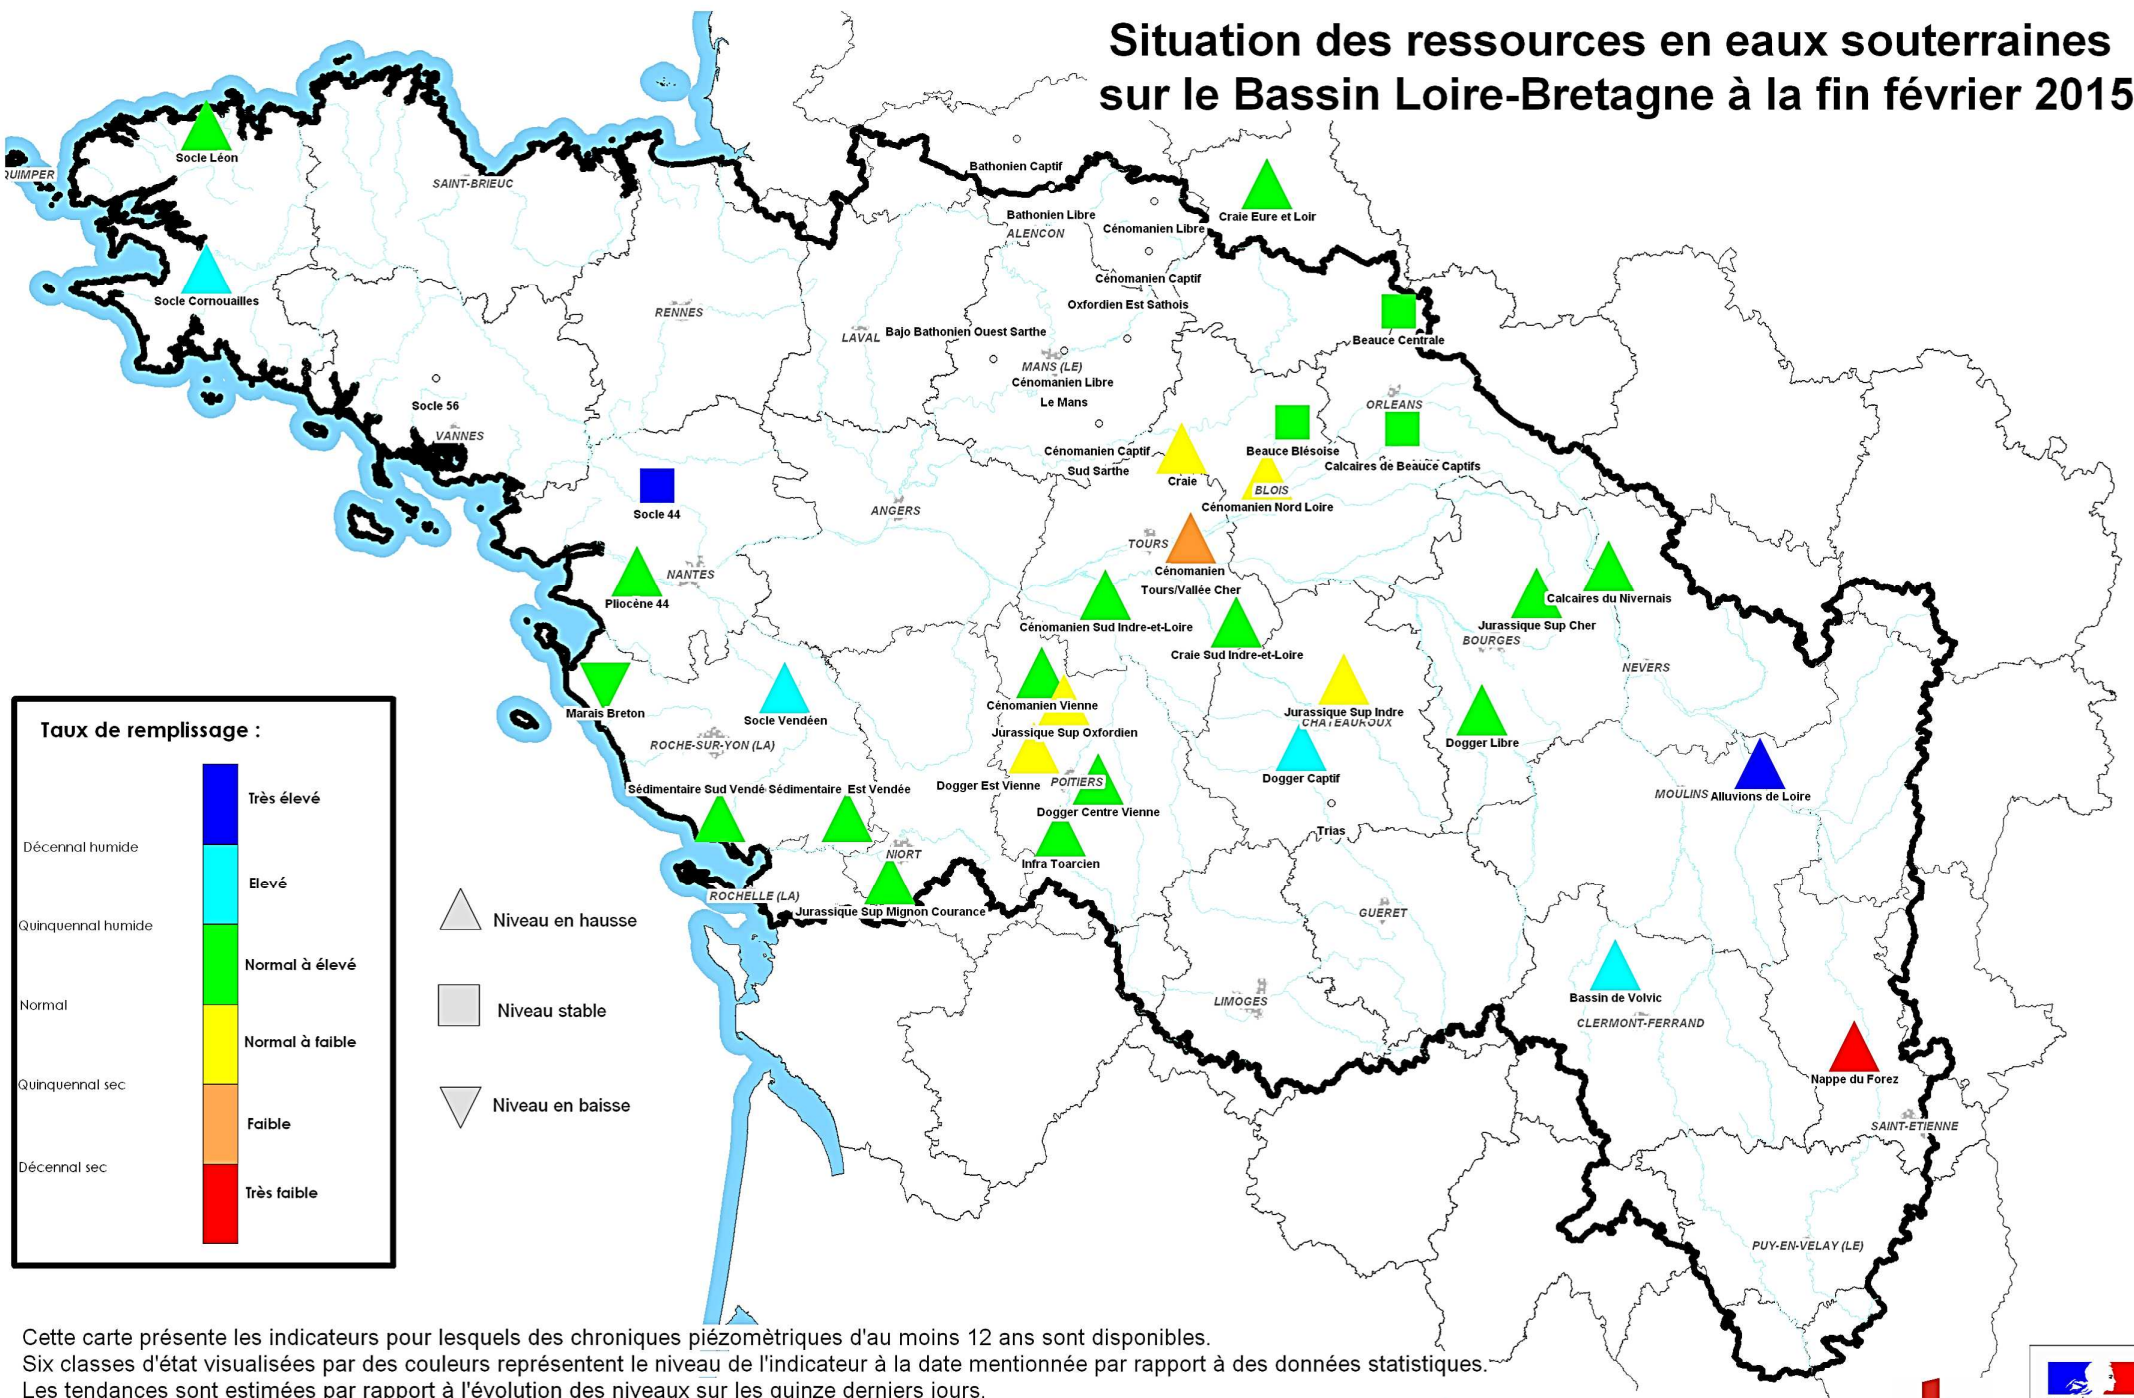 Situation des ressources en eaux souterraines
sur le Bassin Loire-Bretagne à la fin février 2015
Socle Léon
QUIMPER
SAINT-BRIEUC
Bathonien Captif
Bathonien Libre
ALENCON
Cénomanien Libre
Craie Eure et Loir
Socle Cornouailles
RENNES
Cénomanien Captif
Oxfordien Est Sathois
LAVAL
Bajo Bathonien Ouest Sarthe
Beauce Centrale
MANS (LE)
Cénomanien Libre
Le Mans
Socle 56
VANNES
ORLEANS
Cénomanien Captif
Sud Sarthe
Craie
Beauce Blésoise
Calcaires de Beauce Captifs
BLOIS
Cénomanien Nord Loire
Socle 44
ANGERS
TOURS
Cénomanien
Tours/Vallée Cher
NANTES
Pliocène 44
Cénomanien Sud Indre-et-Loire
Craie Sud Indre-et-Loire
Calcaires du Nivernais
Jurassique Sup Cher
BOURGES
NEVERS
Marais Breton
Socle Vendéen
ROCHE-SUR-YON (LA)
Cénomanien Vienne
Jurassique Sup Oxfordien
Jurassique Sup Indre
CHATEAUROUX
Dogger Libre
Dogger Est Vienne
POITIERS
Dogger Captif
Dogger Centre Vienne
MOULINS
Alluvions de Loire
Sédimentaire Sud Vendé
Sédimentaire Est Vendée
Trias
NIORT
Infra Toarcien
ROCHELLE (LA)
Jurassique Sup Mignon Courance
GUERET
LIMOGES
Bassin de Volvic
CLERMONT-FERRAND
Nappe du Forez
SAINT-ETIENNE
PUY-EN-VELAY (LE)
Taux de remplissage :
Très élevé
Décennal humide
Elevé
Quinquennal humide
Normal à élevé
Normal
Normal à faible
Quinquennal sec
Faible
Décennal sec
Très faible
Niveau en hausse
Niveau stable
Niveau en baisse
Cette carte présente les indicateurs pour lesquels des chroniques piézomètriques d'au moins 12 ans sont disponibles.
Six classes d'état visualisées par des couleurs représentent le niveau de l'indicateur à la date mentionnée par rapport à des données statistiques.
Les tendances sont estimées par rapport à l'évolution des niveaux sur les quinze derniers jours.